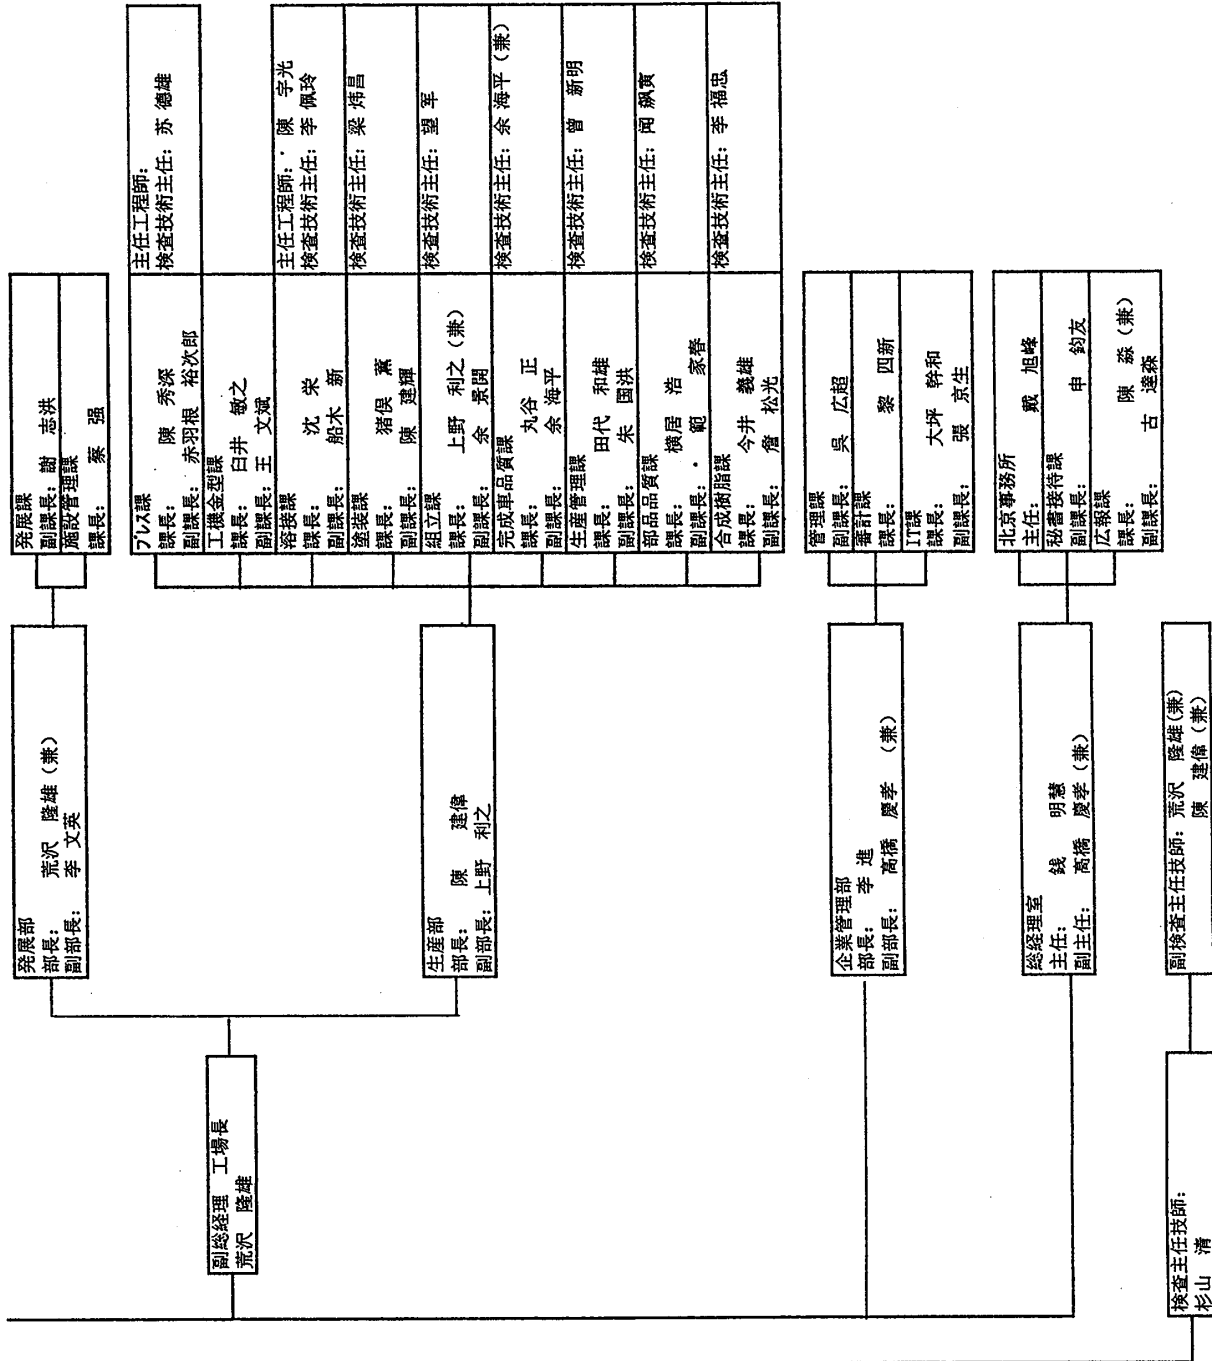 発展課
副課長：謝 志洪
施設管理課
課長：蔡 强
発展部
部長：荒沢 隆雄（兼）
副部長：李 文英
プレス課
課長：陳 秀深
副課長：赤羽根 裕次郎
主任工程師：
検査技術主任：苏 德雄
工機金型課
課長：臼井 敏之
副課長：王 文斌
溶接課
課長：沈 栄
副課長：船木 新
主任工程師：陳 宇光
検査技術主任：李 佩玲
塗装課
課長：猪俣 薫
副課長：陳 建輝
検査技術主任：梁 炜昌
組立課
課長：上野 利之（兼）
副課長：余 景開
検査技術主任：望 军
完成車品質課
課長：丸谷 正
副課長：余 海平
検査技術主任：余 海平（兼）
生産管理課
課長：田代 和雄
副課長：朱 国洪
検査技術主任：曾 新明
部品品質課
課長：横居 浩
副課長：範 家春
検査技術主任：闻 飙寅
合成樹脂課
課長：今井 義雄
副課長：詹 松光
検査技術主任：李 福忠
生産部
部長：陳 建偉
副部長：上野 利之
副総経理 工場長
荒沢 隆雄
管理課
副課長：吳 広超
審計課
課長：黎 四新
IT課
課長：大坪 幹和
副課長：張 京生
企業管理部
部長：李 進
副部長：高橋 慶孝（兼）
北京事務所
主任：戴 旭峰
秘書接待課
副課長：申 鈞友
広報課
課長：陳 淼（兼）
副課長：古 達森
総経理室
主任：銭 明慧
副主任：高橋 慶孝（兼）
副検査主任技師：荒沢 隆雄（兼）
陳 建偉（兼）
検査主任技師：
杉山 清